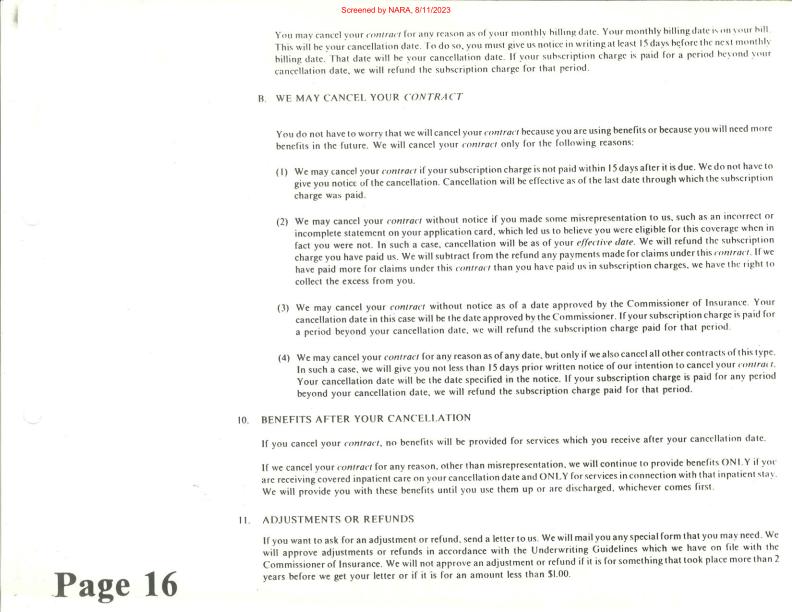 Screened by NARA, 8/11/2023
You may cancel your contract for any reason as of your monthly billing date. Your monthly billing date is on your bill.
This will be your cancellation date. To do so, you must give us notice in writing at least 15 days before the next monthly
billing date. That date will be your cancellation date. If your subscription charge is paid for a period beyond your
cancellation date, we will refund the subscription charge for that period.
B. WE MAY CANCEL YOUR CONTRACT
You do not have to worry that we will cancel your contract because you are using benefits or because you will need more
benefits in the future. We will cancel your contract only for the following reasons:
(1) We may cancel your contract if your subscription charge is not paid within 15 days after it is due. We do not have to
give you notice of the cancellation. Cancellation will be effective as of the last date through which the subscription
charge was paid.
(2) We may cancel your contract without notice if you made some misrepresentation to us, such as an incorrect or
incomplete statement on your application card, which led us to believe you were eligible for this coverage when in
fact you were not. In such a case, cancellation will be as of your effective date. We will refund the subscription
charge you have paid us. We will subtract from the refund any payments made for claims under this contract. If we
have paid more for claims under this contract than you have paid us in subscription charges, we have the right to
collect the excess from you.
(3) We may cancel your contract without notice as of a date approved by the Commissioner of Insurance. Your
cancellation date in this case will be the date approved by the Commissioner. If your subscription charge is paid for
a period beyond your cancellation date, we will refund the subscription charge paid for that period.
(4) We may cancel your contract for any reason as of any date, but only if we also cancel all other contracts of this type.
In such a case, we will give you not less than 15 days prior written notice of our intention to cancel your contract.
Your cancellation date will be the date specified in the notice. If your subscription charge is paid for any period
beyond your cancellation date, we will refund the subscription charge paid for that period.
10. BENEFITS AFTER YOUR CANCELLATION
If you cancel your contract, no benefits will be provided for services which you receive after your cancellation date.
If we cancel your contract for any reason, other than misrepresentation, we will continue to provide benefits ONLY if you
are receiving covered inpatient care on your cancellation date and ONLY for services in connection with that inpatient stay.
We will provide you with these benefits until you use them up or are discharged, whichever comes first.
11. ADJUSTMENTS OR REFUNDS
If you want to ask for an adjustment or refund, send a letter to us. We will mail you any special form that you may need. We
will approve adjustments or refunds in accordance with the Underwriting Guidelines which we have on file with the
Commissioner of Insurance. We will not approve an adjustment or refund if it is for something that took place more than 2
years before we get your letter or if it is for an amount less than $1.00.
Page 16